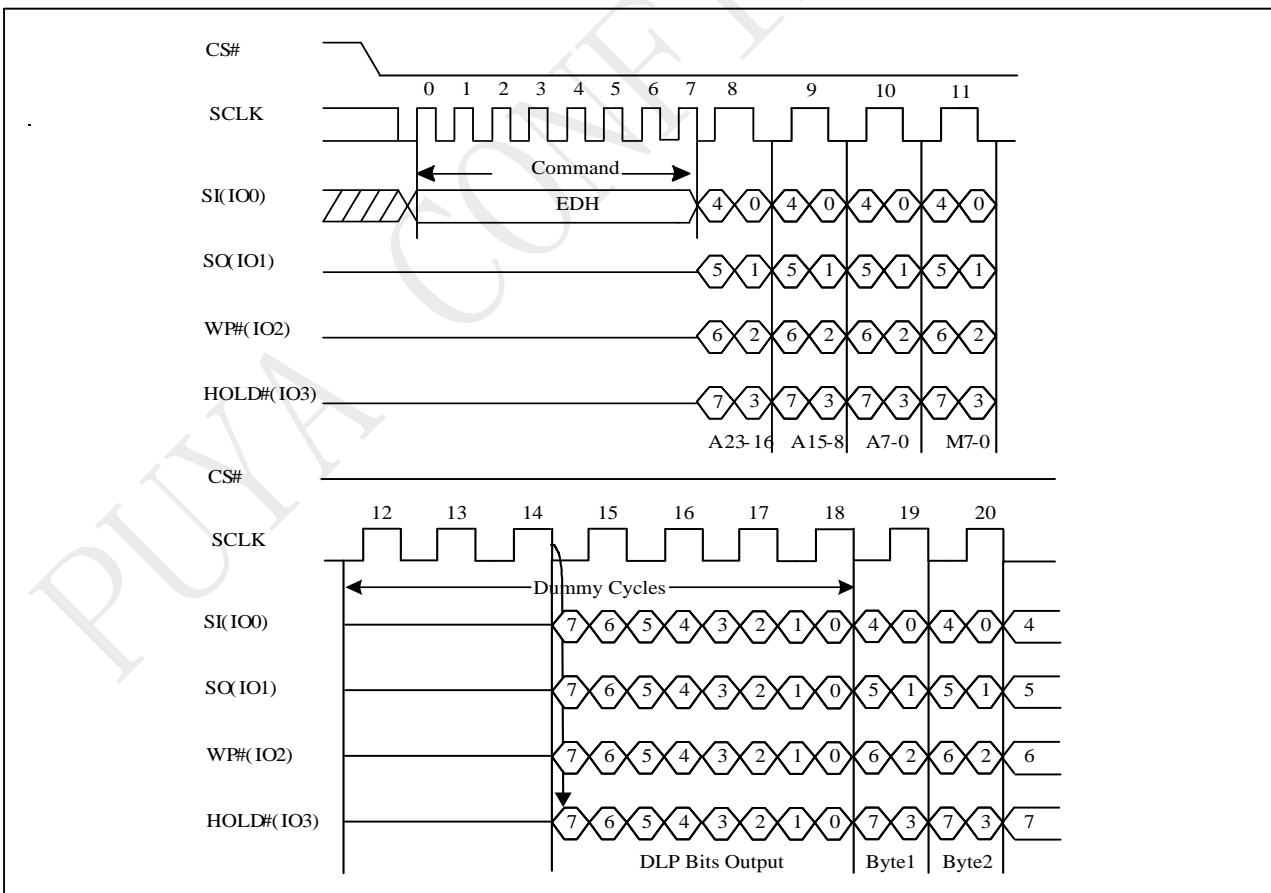 CS#
0 1 2 3 4 5 6 7 8 9 10 11
SCLK
Command
SI(IO0) EDH 4 0 4 0 4 0 4 0
SO(IO1) 5 1 5 1 5 1 5 1
WP#(IO2) 6 2 6 2 6 2 6 2
HOLD#(IO3) 7 3 7 3 7 3 7 3
A23-16 A15-8 A7-0 M7-0
CS#
12 13 14 15 16 17 18 19 20
SCLK
Dummy Cycles
SI(IO0) 7 6 5 4 3 2 1 0 4 0 4 0 4
SO(IO1) 7 6 5 4 3 2 1 0 5 1 5 1 5
WP#(IO2) 7 6 5 4 3 2 1 0 6 2 6 2 6
HOLD#(IO3) 7 6 5 4 3 2 1 0 7 3 7 3 7
DLP Bits Output Byte1 Byte2
PUYA